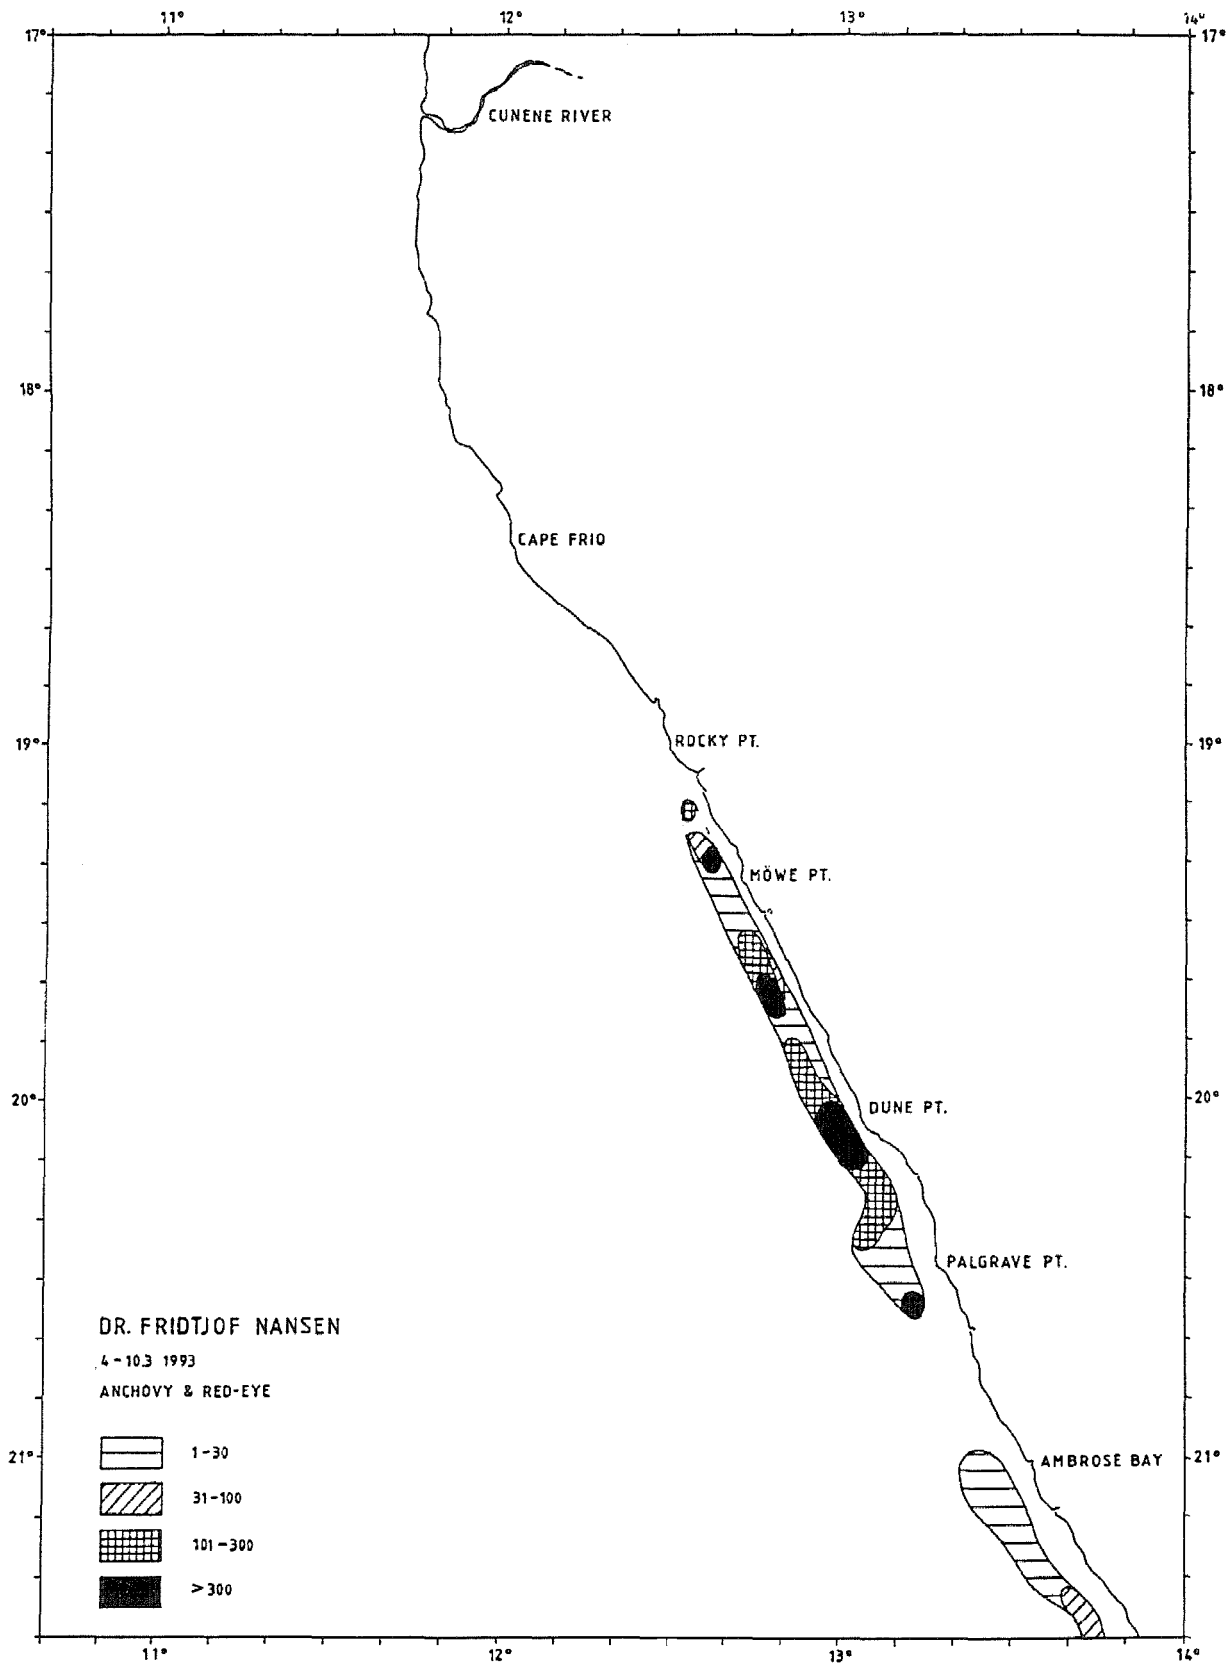 11° 12° 13° 14°
17° 17°
CUNENE RIVER
18° 18°
CAPE FRIO
ROCKY PT.
19° 19°
MÖWE PT.
20° 20°
DUNE PT.
PALGRAVE PT.
DR. FRIDTJOF NANSEN
4-10.3 1993
ANCHOVY & RED-EYE
1-30
21° 21°
AMBROSE BAY
31-100
101-300
>300
11° 12° 13° 14°